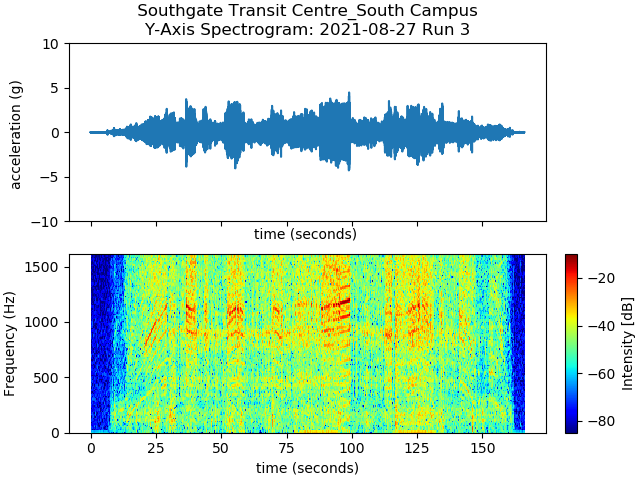 Southgate Transit Centre_South Campus
Y-Axis Spectrogram: 2021-08-27 Run 3
10
5
0
−5
−10
acceleration (g)
time (seconds)
1500
1000
500
0
Frequency (Hz)
0 25 50 75 100 125 150
time (seconds)
−20
−40
−60
−80
Intensity [dB]